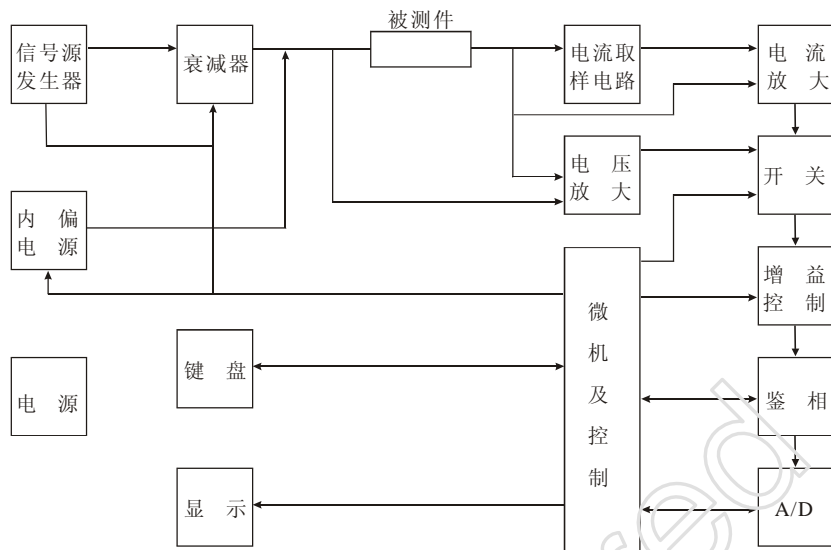 被测件
信号源
发生器
衰减器
电流取
样电路
电流
放大
电压
放大
开关
内偏
电源
增益
控制
微
机
及
控
制
电源
键盘
鉴相
显示
A/D